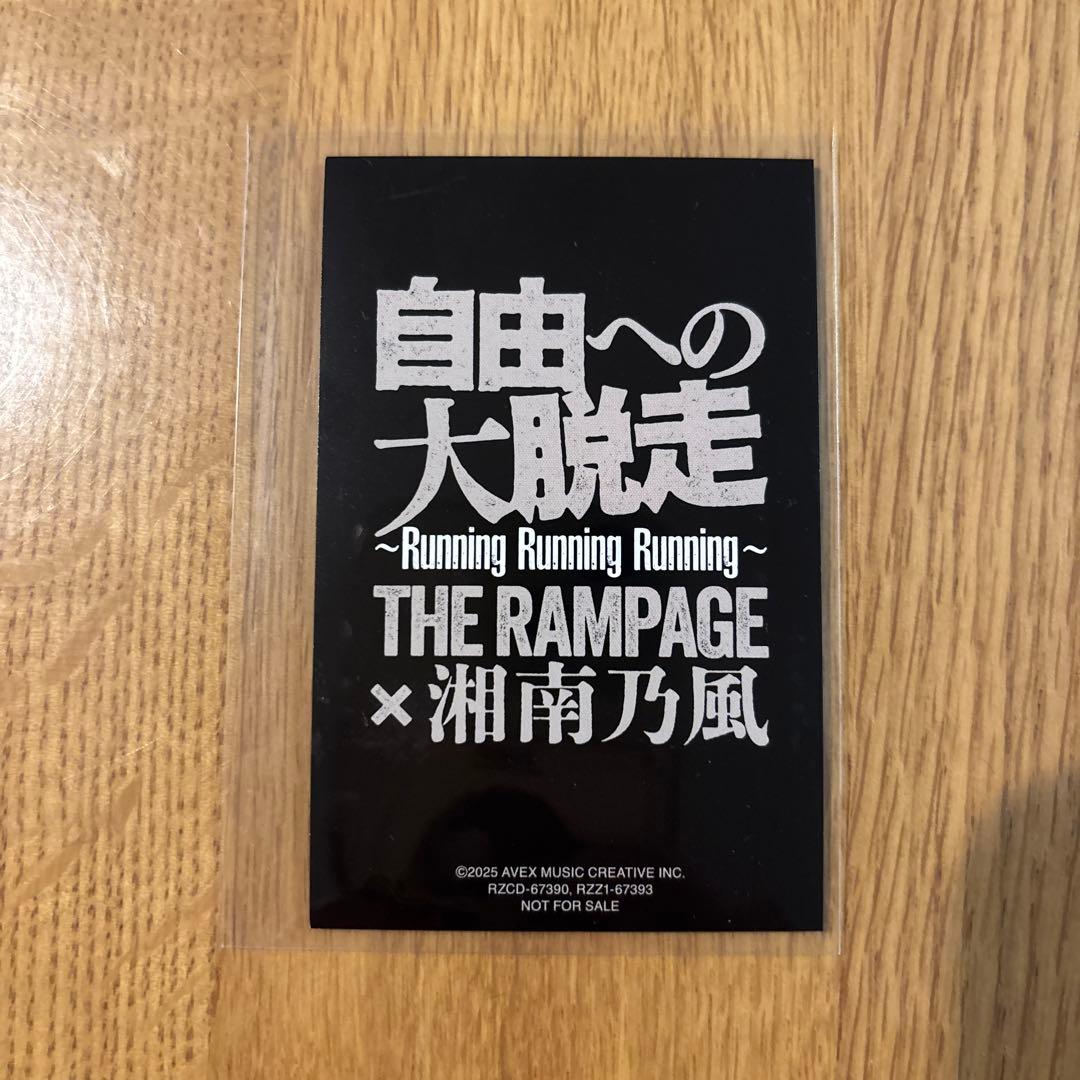 自由への
大脱走
~Running Running Running~
THE RAMPAGE
×湘南乃風
©2025 AVEX MUSIC CREATIVE INC.
RZCD-67390, RZZ1-67393
NOT FOR SALE